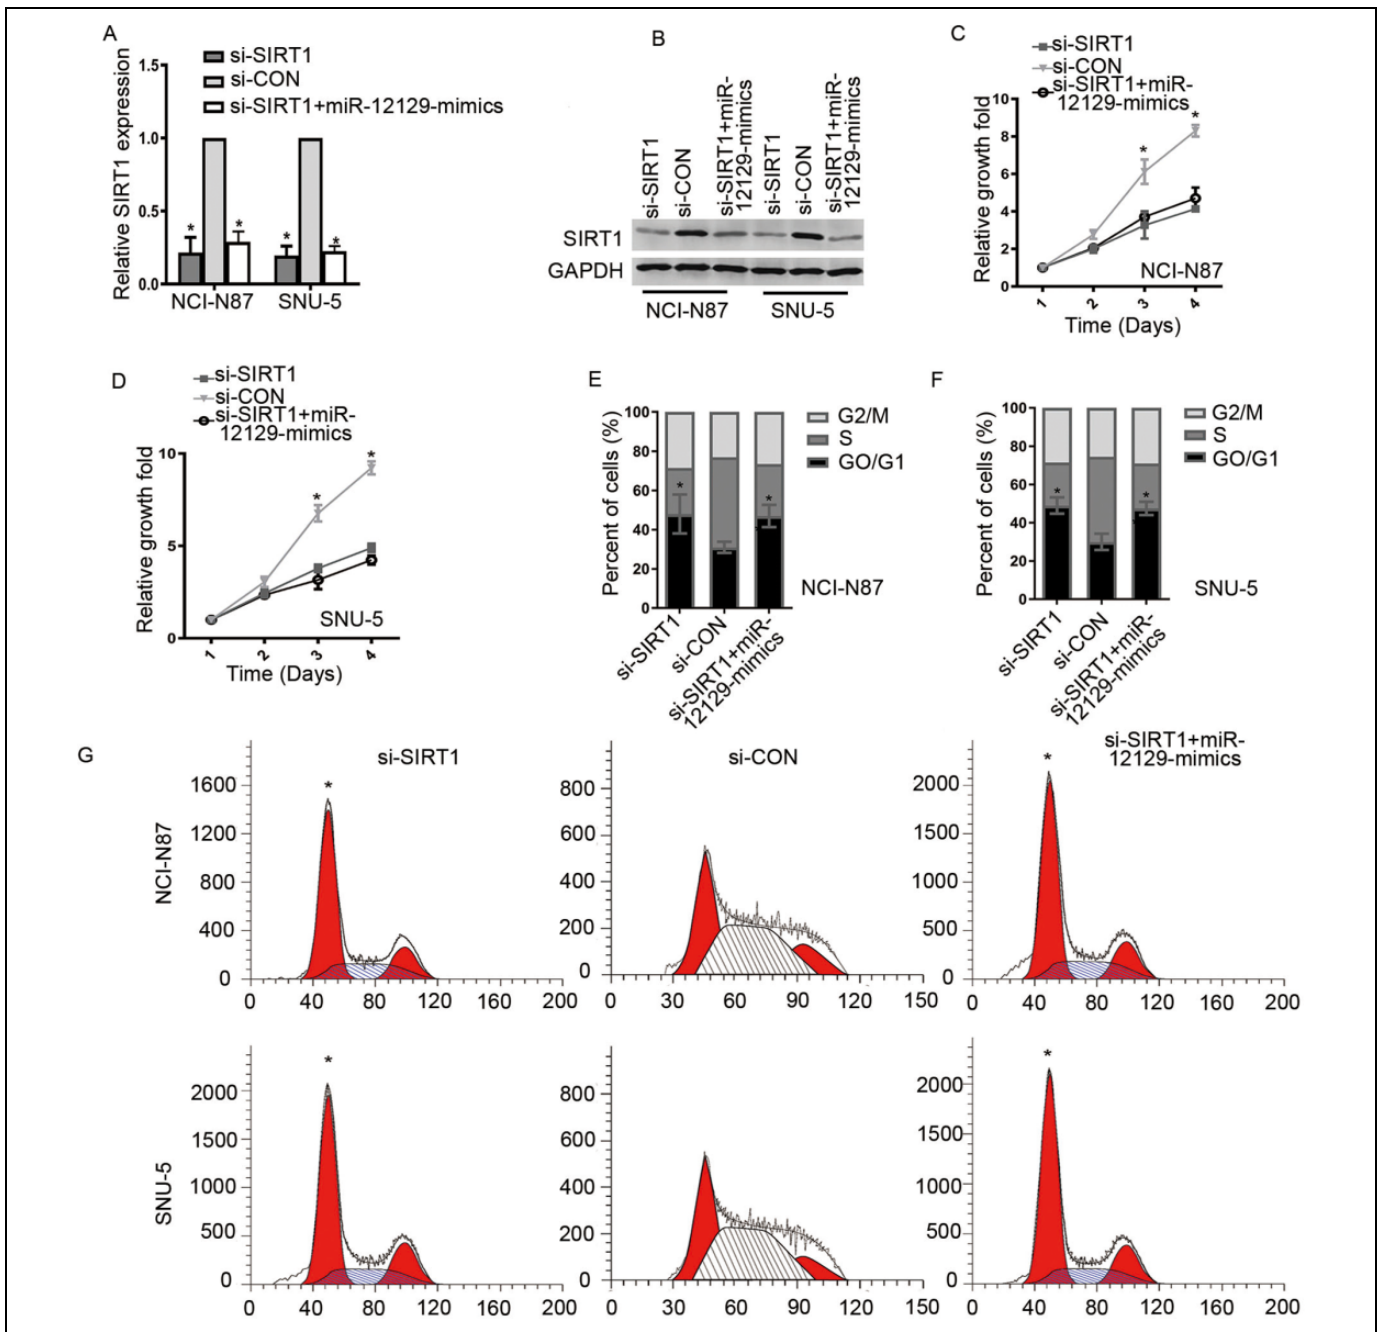 A
si-SIRT1
si-CON
si-SIRT1+miR-12129-mimics
Relative SIRT1 expression
1.5
1.0
0.5
0.0
* * * *
NCI-N87 SNU-5
B
si-SIRT1
si-CON
si-SIRT1+miR-
12129-mimics
si-SIRT1
si-CON
si-SIRT1+miR-
12129-mimics
SIRT1
GAPDH
NCI-N87 SNU-5
C
si-SIRT1
si-CON
si-SIRT1+miR-
12129-mimics
Relative growth fold
10
8
6
4
2
0
* *
NCI-N87
1 2 3 4
Time (Days)
D
si-SIRT1
si-CON
si-SIRT1+miR-
12129-mimics
Relative growth fold
10
5
0
* *
SNU-5
1 2 3 4
Time (Days)
E
Percent of cells (%)
100
80
60
40
20
0
* *
G2/M
S
GO/G1
NCI-N87
si-SIRT1
si-CON
si-SIRT1+miR-
12129-mimics
F
Percent of cells (%)
100
80
60
40
20
0
* *
G2/M
S
GO/G1
SNU-5
si-SIRT1
si-CON
si-SIRT1+miR-
12129-mimics
G
NCI-N87
si-SIRT1
*
1600
1200
800
400
0
0 40 80 120 160 200
si-CON
800
600
400
200
0
0 30 60 90 120 150
si-SIRT1+miR-
12129-mimics
*
2000
1500
1000
500
0
0 40 80 120 160 200
SNU-5
*
2000
1500
1000
500
0
0 40 80 120 160 200
800
600
400
200
0
0 30 60 90 120 150
*
2000
1500
1000
500
0
0 40 80 120 160 200